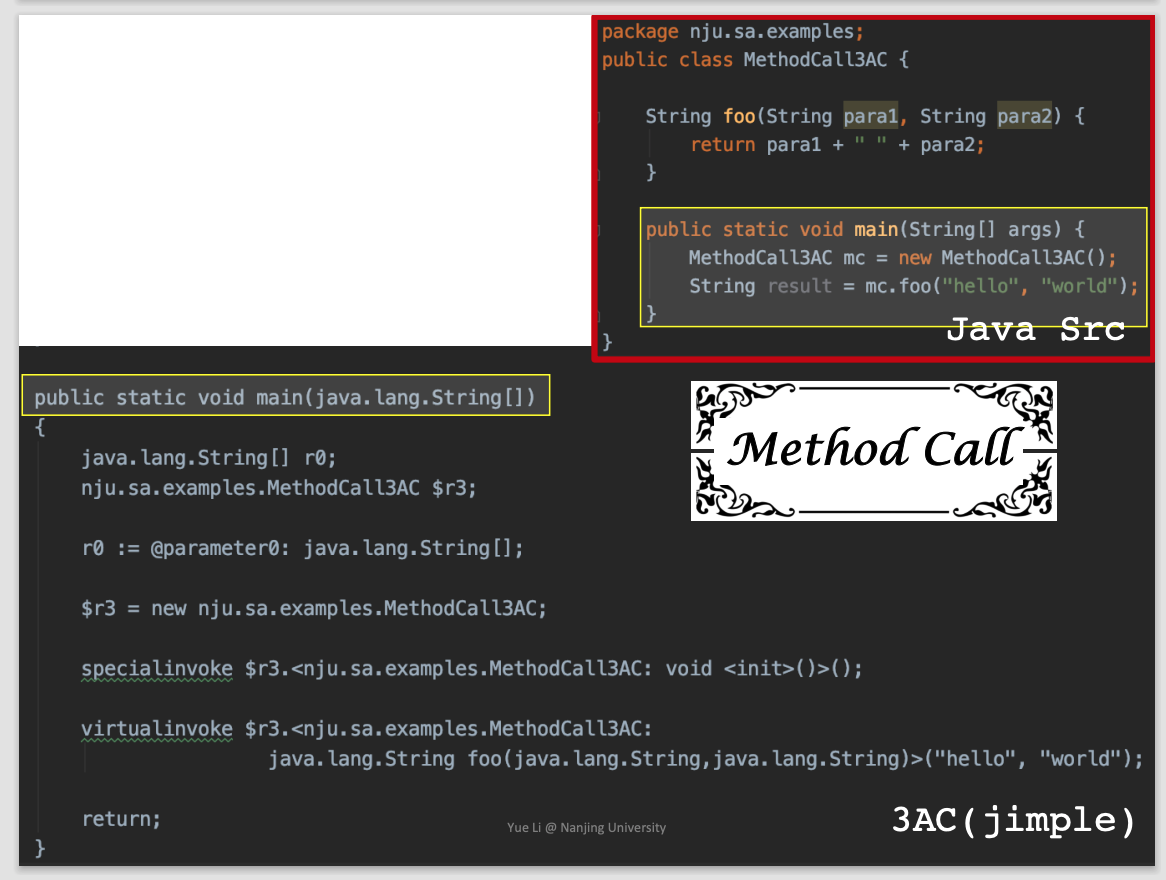 package nju.sa.examples;
public class MethodCall3AC {
String foo(String para1, String para2) {
return para1 + " " + para2;
}
public static void main(String[] args) {
MethodCall3AC mc = new MethodCall3AC();
String result = mc.foo("hello", "world");
}
Java Src
}
public static void main(java.lang.String[])
{
java.lang.String[] r0;
nju.sa.examples.MethodCall3AC $r3;
r0 := @parameter0: java.lang.String[];
$r3 = new nju.sa.examples.MethodCall3AC;
specialinvoke $r3.<nju.sa.examples.MethodCall3AC: void <init>()>();
virtualinvoke $r3.<nju.sa.examples.MethodCall3AC:
java.lang.String foo(java.lang.String,java.lang.String)>("hello", "world");
return;
}
Method Call
3AC(jimple)
Yue Li @ Nanjing University